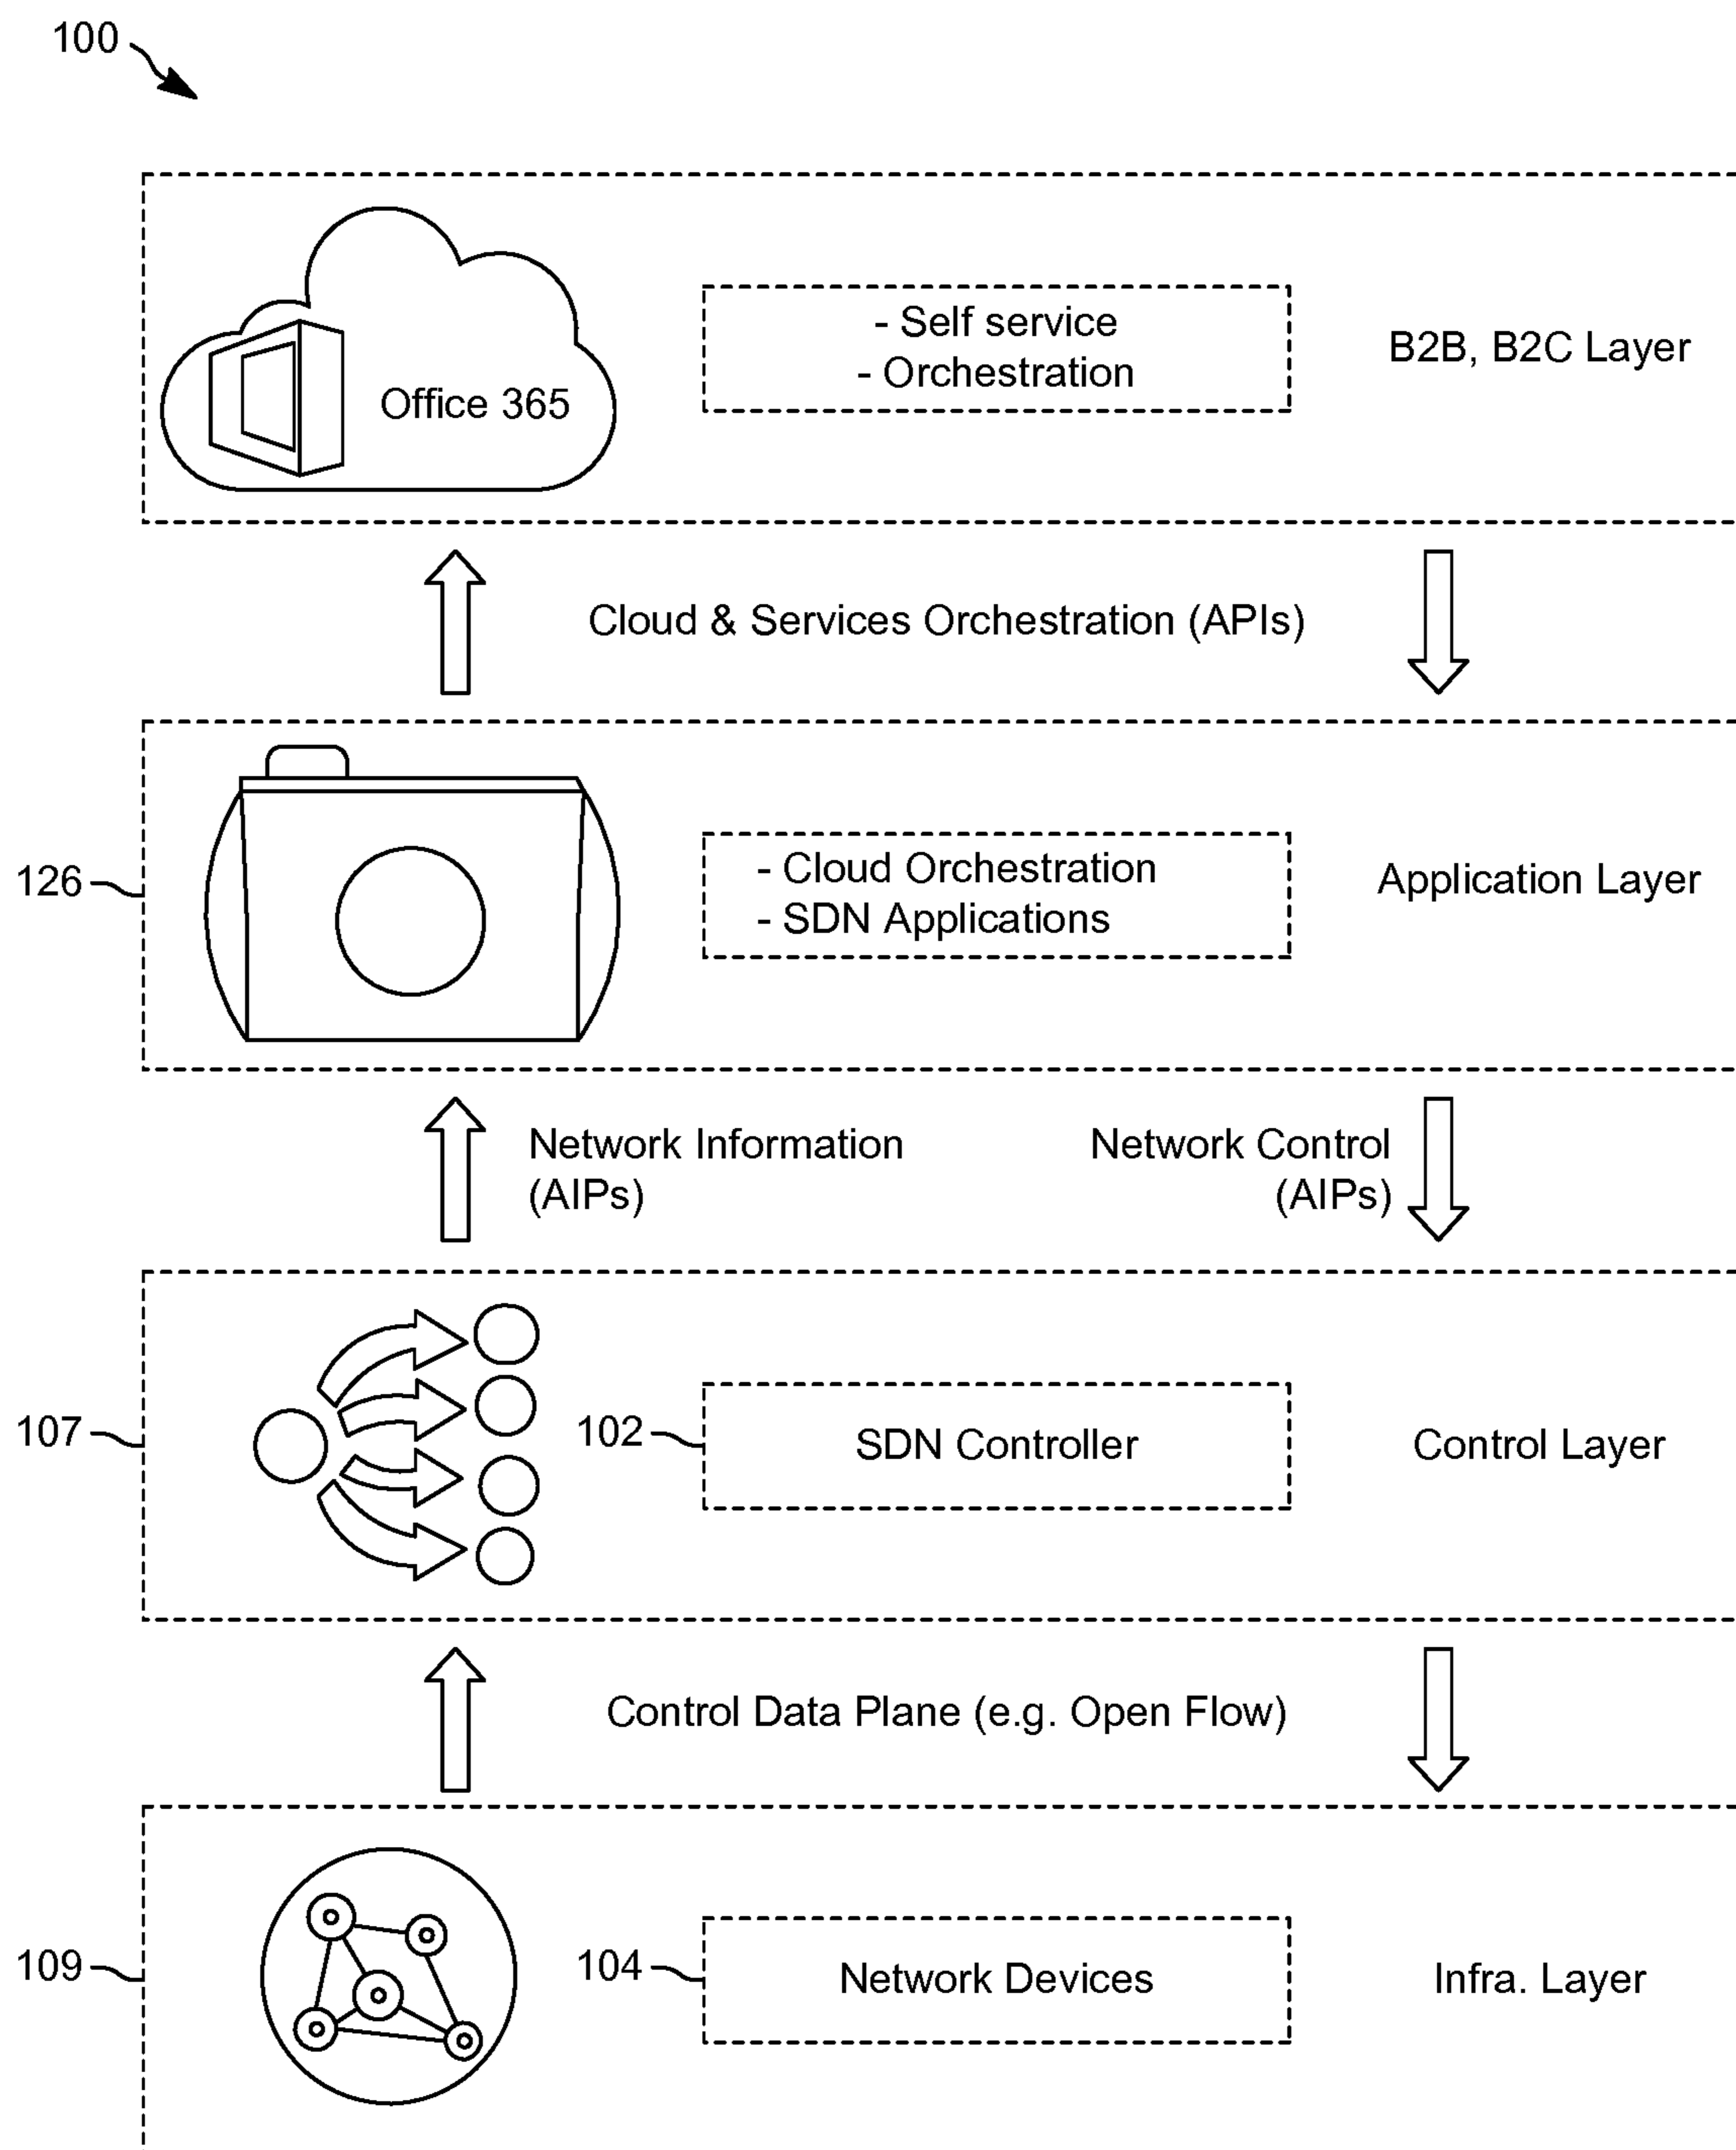 100
- Self service
- Orchestration
B2B, B2C Layer
Office 365
Cloud & Services Orchestration (APIs)
126
- Cloud Orchestration
- SDN Applications
Application Layer
Network Information
(AIPs)
Network Control
(AIPs)
107
102
SDN Controller
Control Layer
Control Data Plane (e.g. Open Flow)
109
104
Network Devices
Infra. Layer